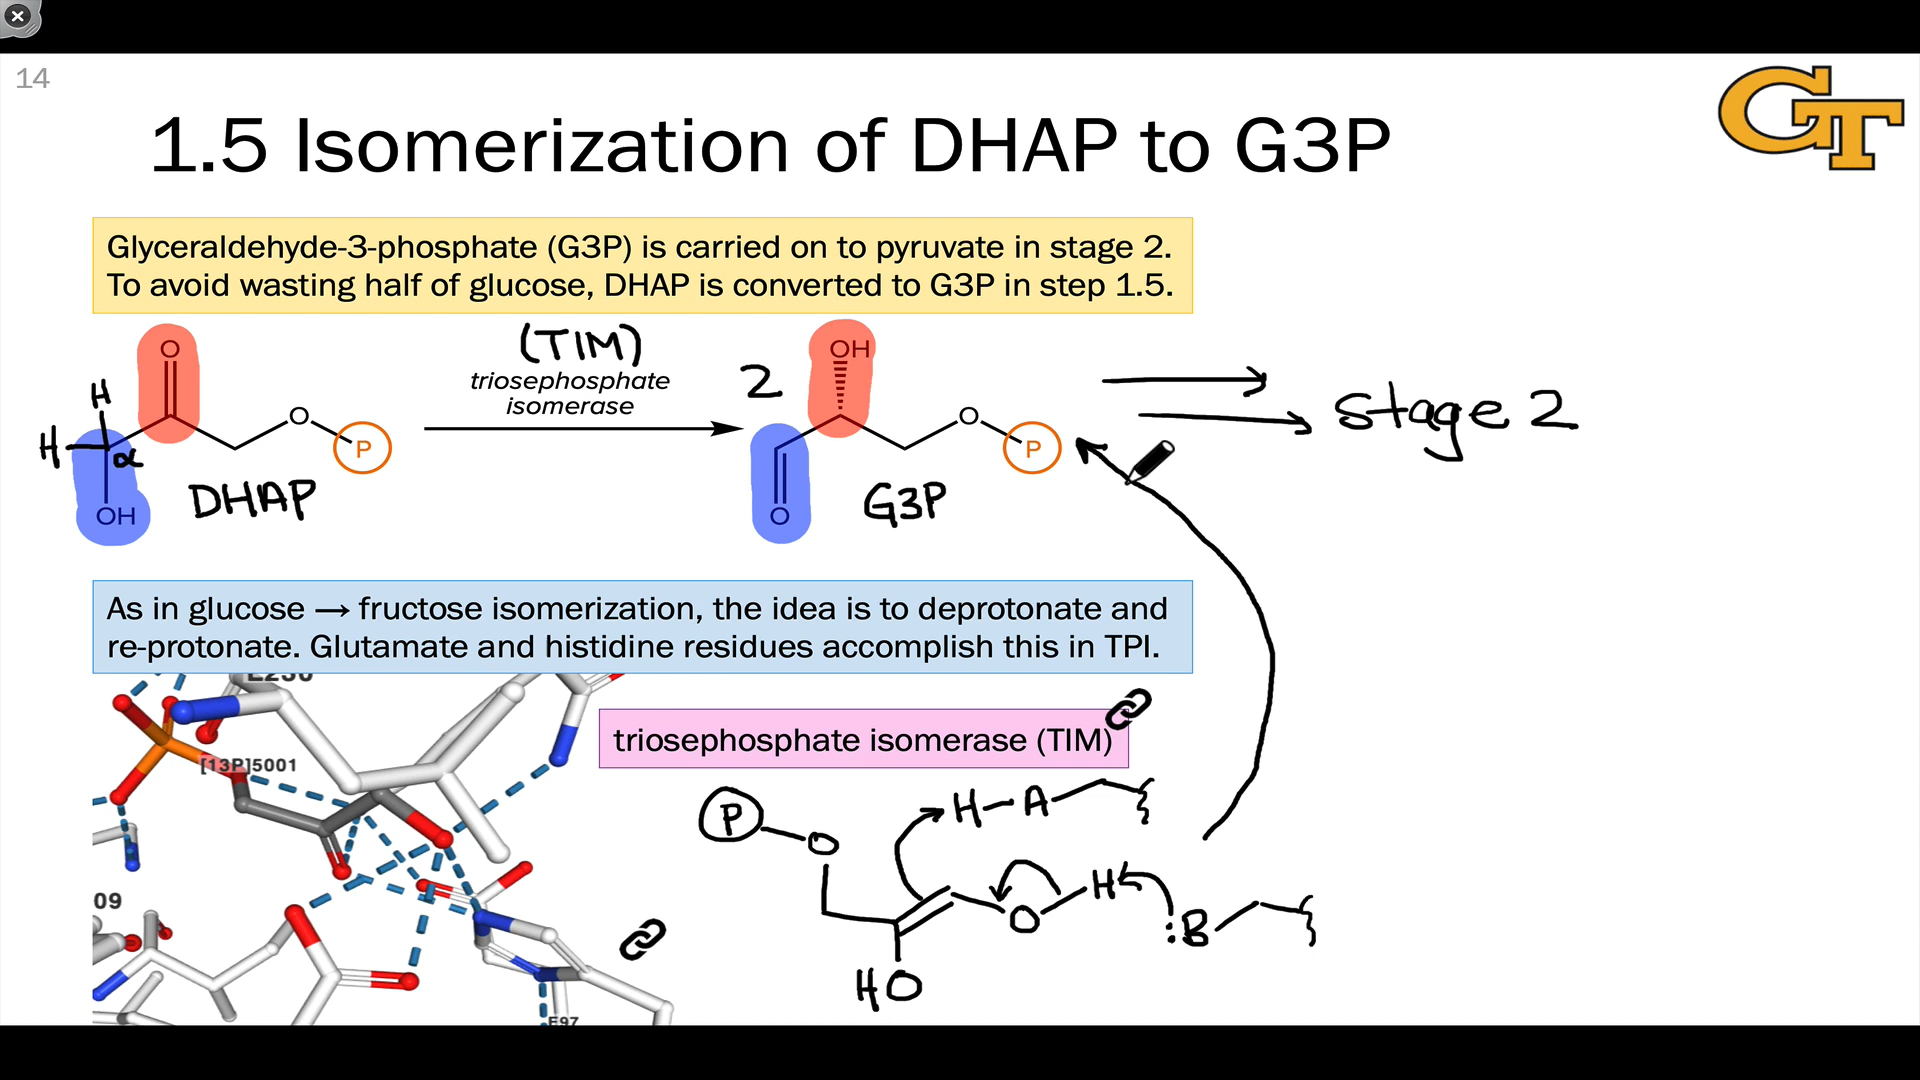 14
GT
1.5 Isomerization of DHAP to G3P
Glyceraldehyde-3-phosphate (G3P) is carried on to pyruvate in stage 2.
To avoid wasting half of glucose, DHAP is converted to G3P in step 1.5.
(TIM)
triosephosphate
isomerase
O
H
H
α
OH
O
P
DHAP
2
OH
O
O
P
G3P
stage 2
As in glucose → fructose isomerization, the idea is to deprotonate and
re-protonate. Glutamate and histidine residues accomplish this in TPI.
E230
[13P]5001
09
E97
triosephosphate isomerase (TIM)
P
O
H-A
H
O
:B
HO